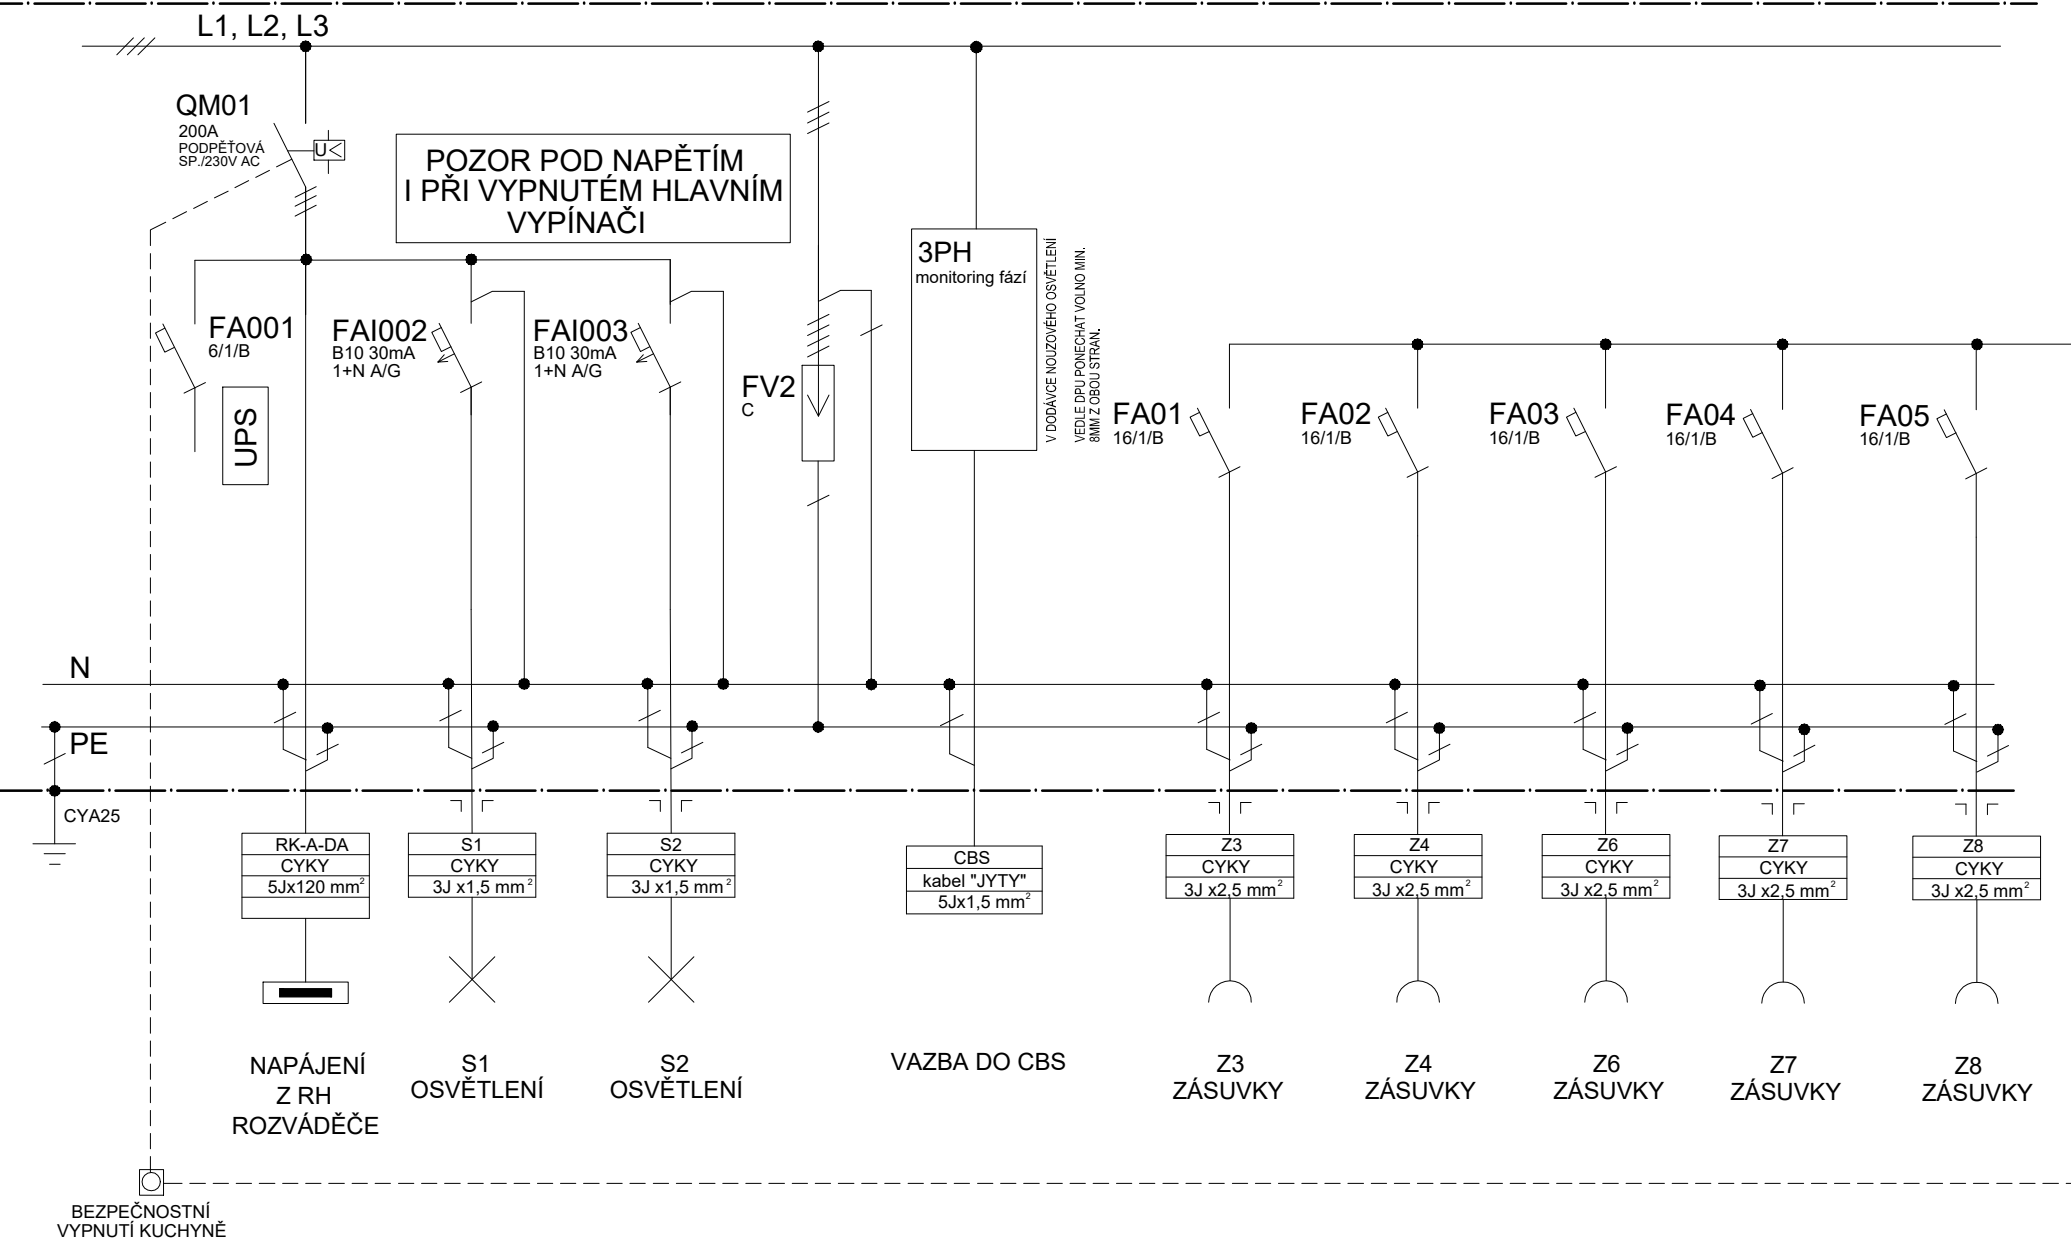 L1, L2, L3
QM01
200A
PODPĚŤOVÁ
SP./230V AC
U<
POZOR POD NAPĚTÍM
I PŘI VYPNUTÉM HLAVNÍM
VYPÍNAČI
FA001
6/1/B
UPS
FAI002
B10 30mA
1+N A/G
FAI003
B10 30mA
1+N A/G
FV2
C
3PH
monitoring fází
V DODÁVCE NOUZOVÉHO OSVĚTLENÍ
VEDLE DPU PONECHAT VOLNO MIN.
8MM Z OBOU STRAN.
FA01
16/1/B
FA02
16/1/B
FA03
16/1/B
FA04
16/1/B
FA05
16/1/B
N
PE
CYA25
RK-A-DA
CYKY
5Jx120 mm²
S1
CYKY
3J x1,5 mm²
S2
CYKY
3J x1,5 mm²
CBS
kabel "JYTY"
5Jx1,5 mm²
Z3
CYKY
3J x2,5 mm²
Z4
CYKY
3J x2,5 mm²
Z6
CYKY
3J x2,5 mm²
Z7
CYKY
3J x2,5 mm²
Z8
CYKY
3J x2,5 mm²
NAPÁJENÍ
Z RH
ROZVÁDĚČE
S1
OSVĚTLENÍ
S2
OSVĚTLENÍ
VAZBA DO CBS
Z3
ZÁSUVKY
Z4
ZÁSUVKY
Z6
ZÁSUVKY
Z7
ZÁSUVKY
Z8
ZÁSUVKY
BEZPEČNOSTNÍ
VYPNUTÍ KUCHYNĚ